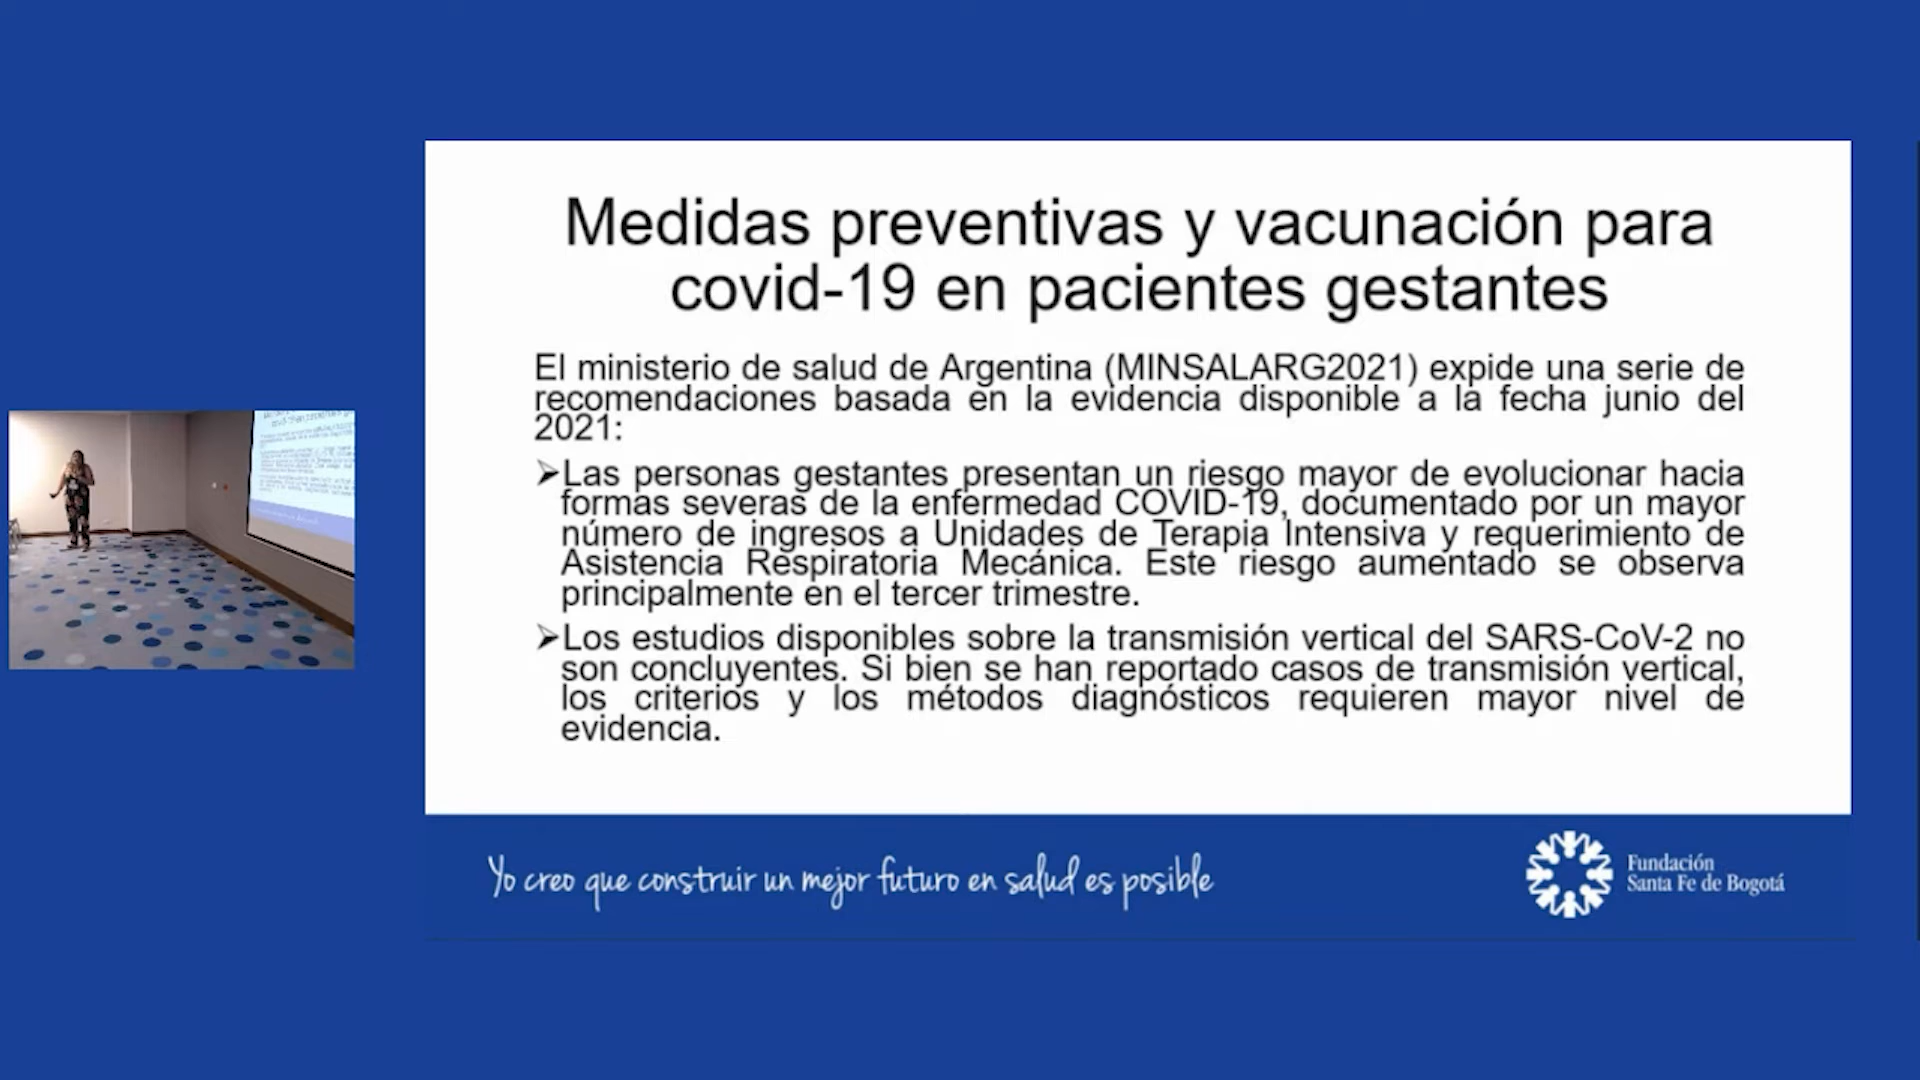 Medidas preventivas y vacunación para
covid-19 en pacientes gestantes
El ministerio de salud de Argentina (MINSALARG2021) expide una serie de
recomendaciones basada en la evidencia disponible a la fecha junio del
2021:
➢Las personas gestantes presentan un riesgo mayor de evolucionar hacia
formas severas de la enfermedad COVID-19, documentado por un mayor
número de ingresos a Unidades de Terapia Intensiva y requerimiento de
Asistencia Respiratoria Mecánica. Este riesgo aumentado se observa
principalmente en el tercer trimestre.
➢Los estudios disponibles sobre la transmisión vertical del SARS-CoV-2 no
son concluyentes. Si bien se han reportado casos de transmisión vertical,
los criterios y los métodos diagnósticos requieren mayor nivel de
evidencia.
Yo creo que construir un mejor futuro en salud es posible
Fundación
Santa Fe de Bogotá